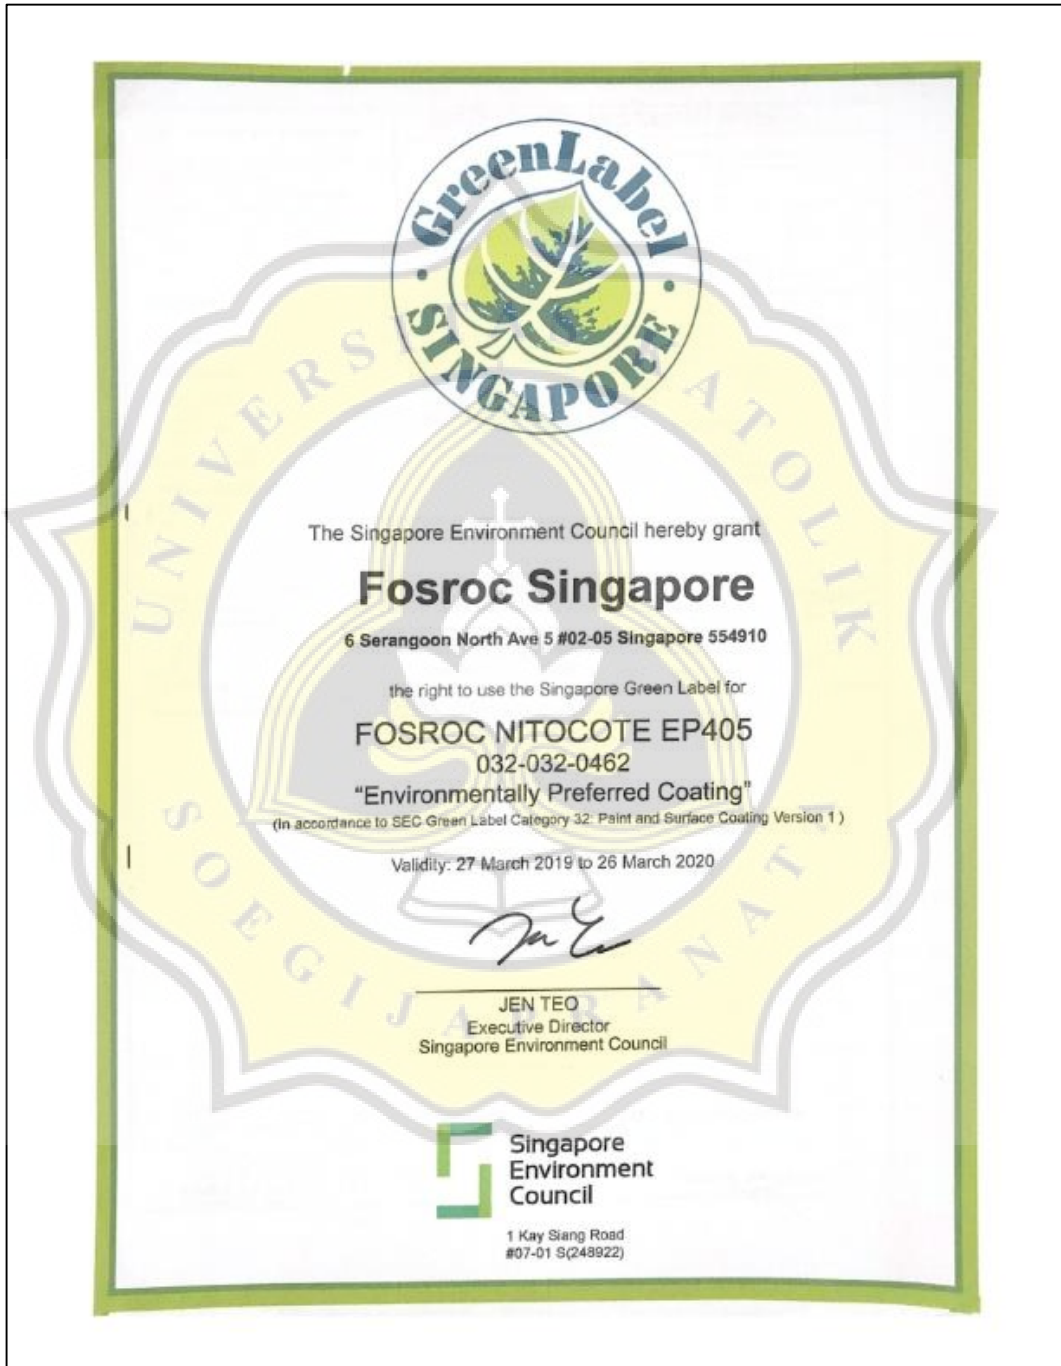 GreenLabel
SINGAPORE
UNIVERS ATOLIK
SOEGIJAPRANATA
The Singapore Environment Council hereby grant
Fosroc Singapore
6 Serangoon North Ave 5 #02-05 Singapore 554910
the right to use the Singapore Green Label for
FOSROC NITOCOTE EP405
032-032-0462
“Environmentally Preferred Coating”
(In accordance to SEC Green Label Category 32: Paint and Surface Coating Version 1 )
Validity: 27 March 2019 to 26 March 2020
JEN TEO
Executive Director
Singapore Environment Council
Singapore
Environment
Council
1 Kay Siang Road
#07-01 S(248922)